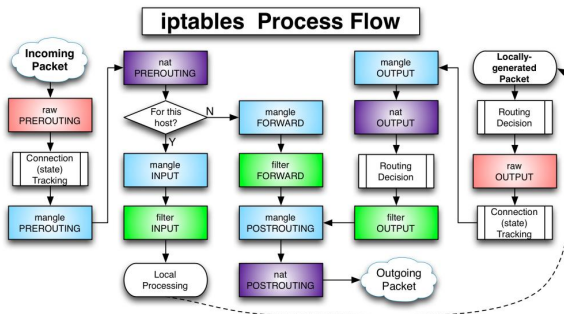 iptables Process Flow
Incoming
Packet
raw
PREROUTING
Connection
(state)
Tracking
mangle
PREROUTING
nat
PREROUTING
For this
host?
N
Y
mangle
INPUT
filter
INPUT
Local
Processing
mangle
FORWARD
filter
FORWARD
mangle
POSTROUTING
nat
POSTROUTING
Outgoing
Packet
mangle
OUTPUT
nat
OUTPUT
Routing
Decision
filter
OUTPUT
Locally-generated
Packet
Routing
Decision
raw
OUTPUT
Connection
(state)
Tracking